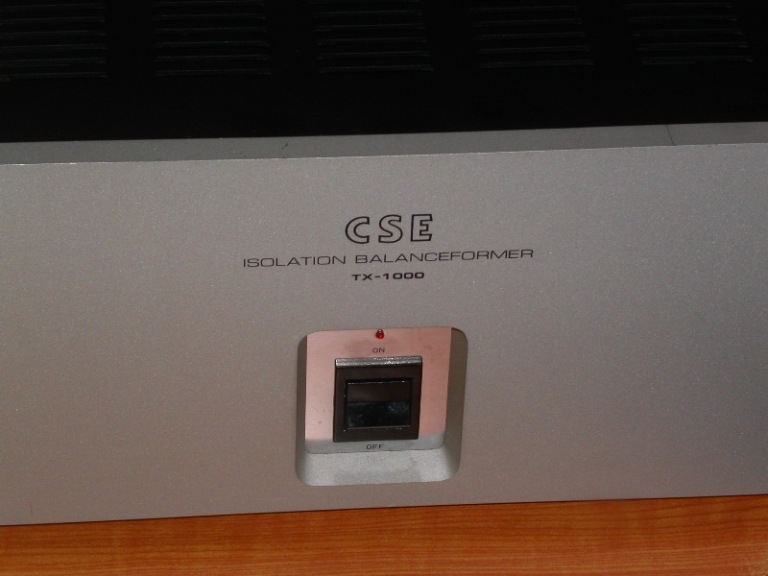 CSE
ISOLATION BALANCEFORMER
TX-1000
ON
OFF